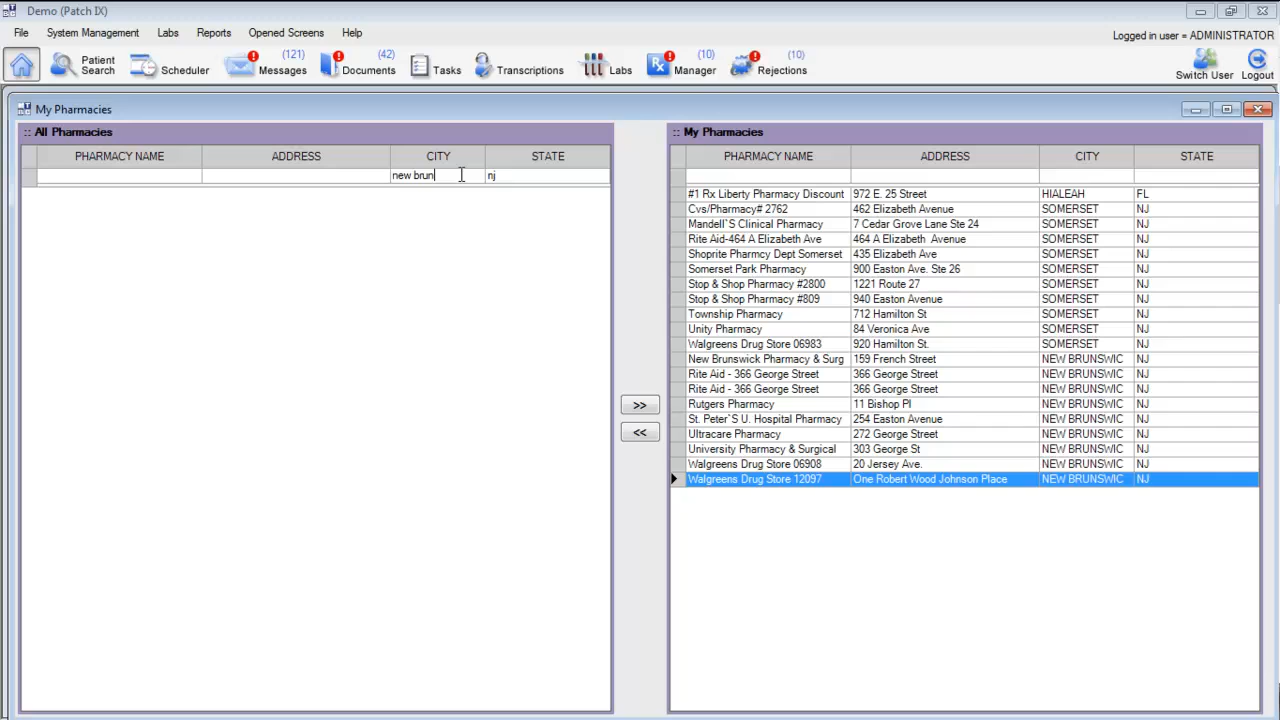 Demo (Patch IX)
File System Management Labs Reports Opened Screens Help
Logged in user = ADMINISTRATOR
Patient Search Scheduler Messages (121) Documents (42) Tasks Transcriptions Labs Manager (10) Rejections (10) Switch User Logout
My Pharmacies
:: All Pharmacies
PHARMACY NAME ADDRESS CITY STATE
new brun nj
>>
<<
:: My Pharmacies
PHARMACY NAME ADDRESS CITY STATE
#1 Rx Liberty Pharmacy Discount 972 E. 25 Street HIALEAH FL
Cvs/Pharmacy# 2762 462 Elizabeth Avenue SOMERSET NJ
Mandell`S Clinical Pharmacy 7 Cedar Grove Lane Ste 24 SOMERSET NJ
Rite Aid-464 A Elizabeth Ave 464 A Elizabeth Avenue SOMERSET NJ
Shoprite Pharmcy Dept Somerset 435 Elizabeth Ave SOMERSET NJ
Somerset Park Pharmacy 900 Easton Ave. Ste 26 SOMERSET NJ
Stop & Shop Pharmacy #2800 1221 Route 27 SOMERSET NJ
Stop & Shop Pharmacy #809 940 Easton Avenue SOMERSET NJ
Township Pharmacy 712 Hamilton St SOMERSET NJ
Unity Pharmacy 84 Veronica Ave SOMERSET NJ
Walgreens Drug Store 06983 920 Hamilton St. SOMERSET NJ
New Brunswick Pharmacy & Surg 159 French Street NEW BRUNSWIC NJ
Rite Aid - 366 George Street 366 George Street NEW BRUNSWIC NJ
Rite Aid - 366 George Street 366 George Street NEW BRUNSWIC NJ
Rutgers Pharmacy 11 Bishop Pl NEW BRUNSWIC NJ
St. Peter`S U. Hospital Pharmacy 254 Easton Avenue NEW BRUNSWIC NJ
Ultracare Pharmacy 272 George Street NEW BRUNSWIC NJ
University Pharmacy & Surgical 303 George St NEW BRUNSWIC NJ
Walgreens Drug Store 06908 20 Jersey Ave. NEW BRUNSWIC NJ
Walgreens Drug Store 12097 One Robert Wood Johnson Place NEW BRUNSWIC NJ